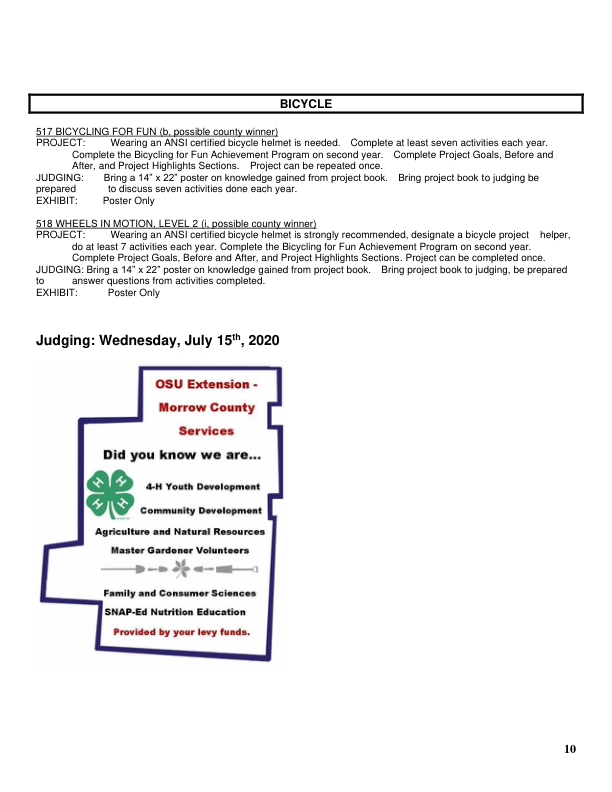 BICYCLE
517 BICYCLING FOR FUN (b, possible county winner)
PROJECT: Wearing an ANSI certified bicycle helmet is needed. Complete at least seven activities each year.
Complete the Bicycling for Fun Achievement Program on second year. Complete Project Goals, Before and
After, and Project Highlights Sections. Project can be repeated once.
JUDGING: Bring a 14” x 22” poster on knowledge gained from project book. Bring project book to judging be
prepared to discuss seven activities done each year.
EXHIBIT: Poster Only
518 WHEELS IN MOTION, LEVEL 2 (i, possible county winner)
PROJECT: Wearing an ANSI certified bicycle helmet is strongly recommended, designate a bicycle project helper,
do at least 7 activities each year. Complete the Bicycling for Fun Achievement Program on second year.
Complete Project Goals, Before and After, and Project Highlights Sections. Project can be completed once.
JUDGING: Bring a 14” x 22” poster on knowledge gained from project book. Bring project book to judging, be prepared
to answer questions from activities completed.
EXHIBIT: Poster Only
Judging: Wednesday, July 15th, 2020
OSU Extension -
Morrow County
Services
Did you know we are...
H H
H H
4-H Youth Development
Community Development
Agriculture and Natural Resources
Master Gardener Volunteers
Family and Consumer Sciences
SNAP-Ed Nutrition Education
Provided by your levy funds.
10